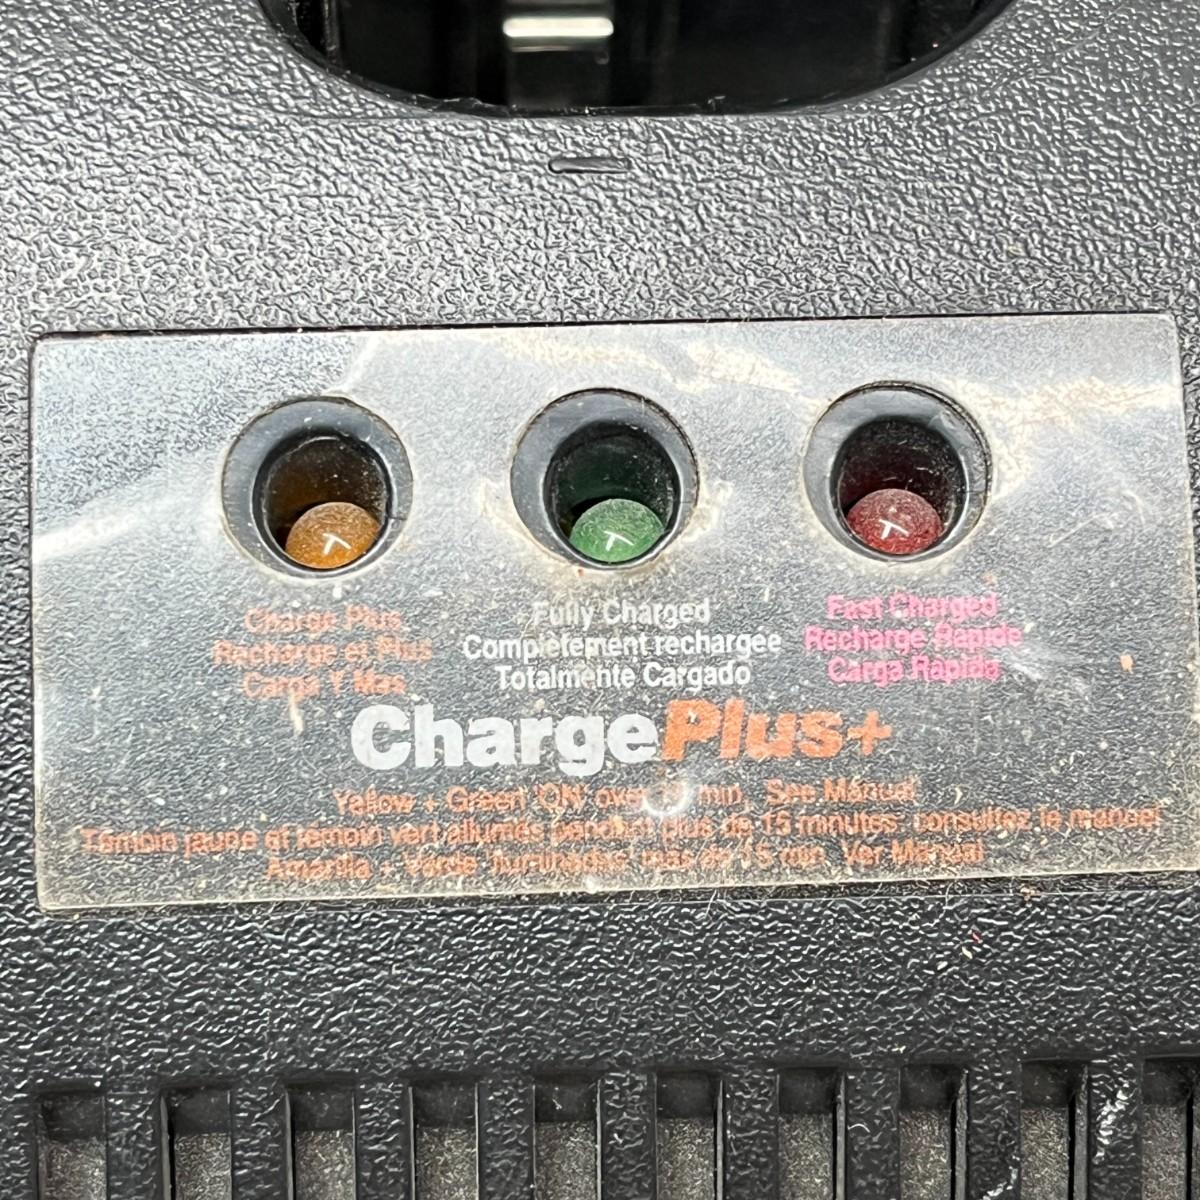 Charge Plus
Recharge et Plus
Carga Y Mas
Fully Charged
Complètement rechargée
Totalmente Cargado
Fast Charged
Recharge Rapide
Carga Rapida
ChargePlus+
Yellow + Green 'ON' over min. See Manual
Témoin jaune et témoin vert allumés pendant plus de 15 minutes: consultez le manuel
Amarilla + Verde 'Iluminadas' más de 15 min. Ver Manual